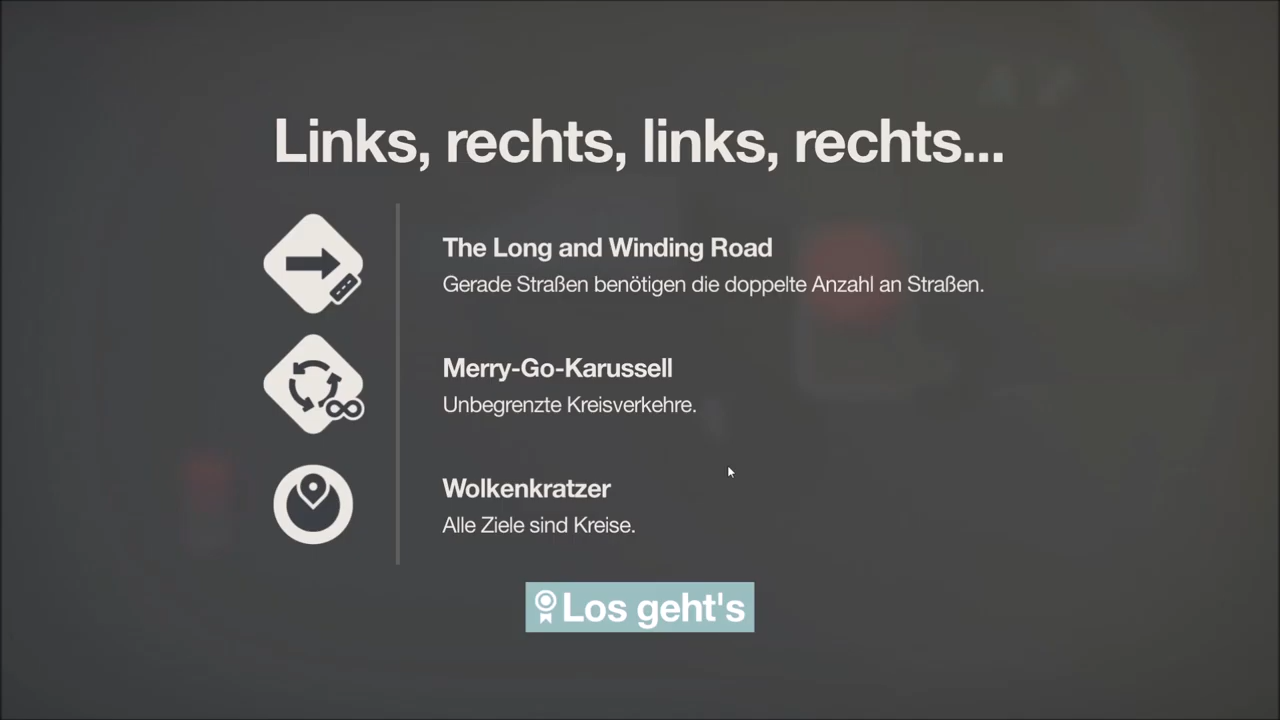 Links, rechts, links, rechts...
The Long and Winding Road
Gerade Straßen benötigen die doppelte Anzahl an Straßen.
Merry-Go-Karussell
Unbegrenzte Kreisverkehre.
Wolkenkratzer
Alle Ziele sind Kreise.
Los geht's